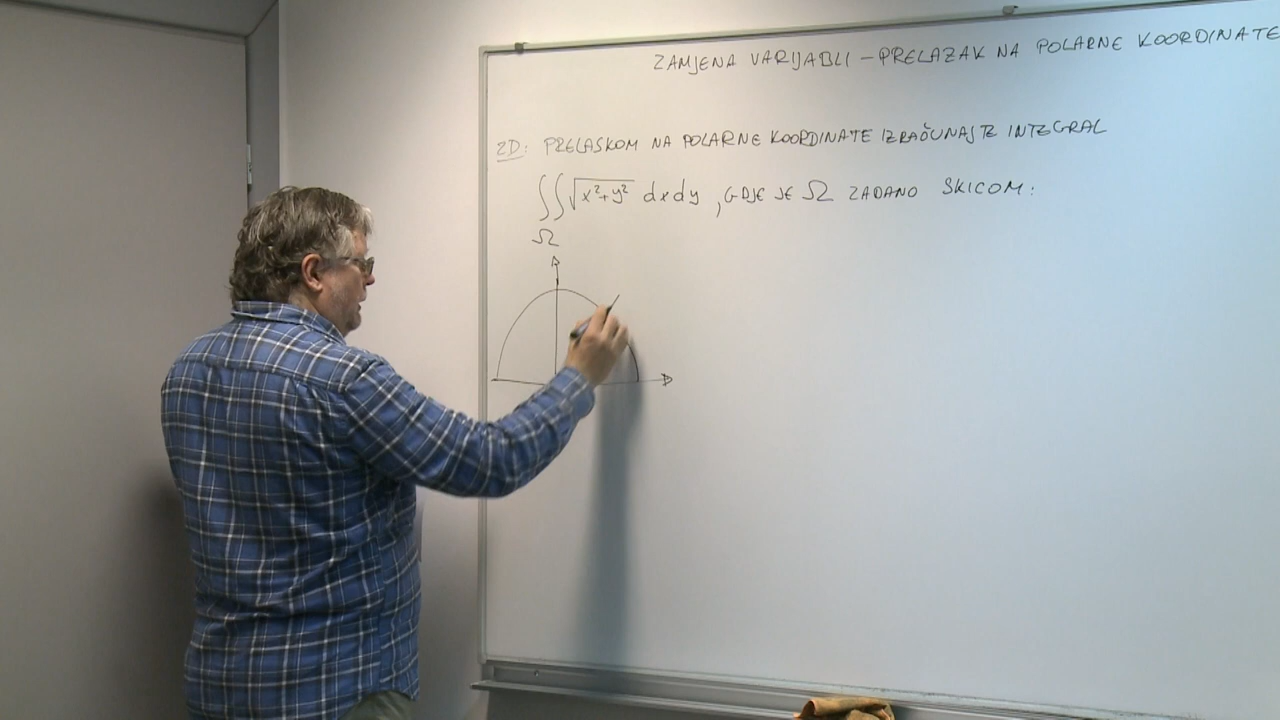 ZAMJENA VARIJABLI – PRELAZAK NA POLARNE KOORDINATE
2D: PRELASKOM NA POLARNE KOORDINATE IZRAČUNAJTE INTEGRAL
∬ √x²+y² dxdy, GDJE JE Ω ZADANO SKICOM:
Ω